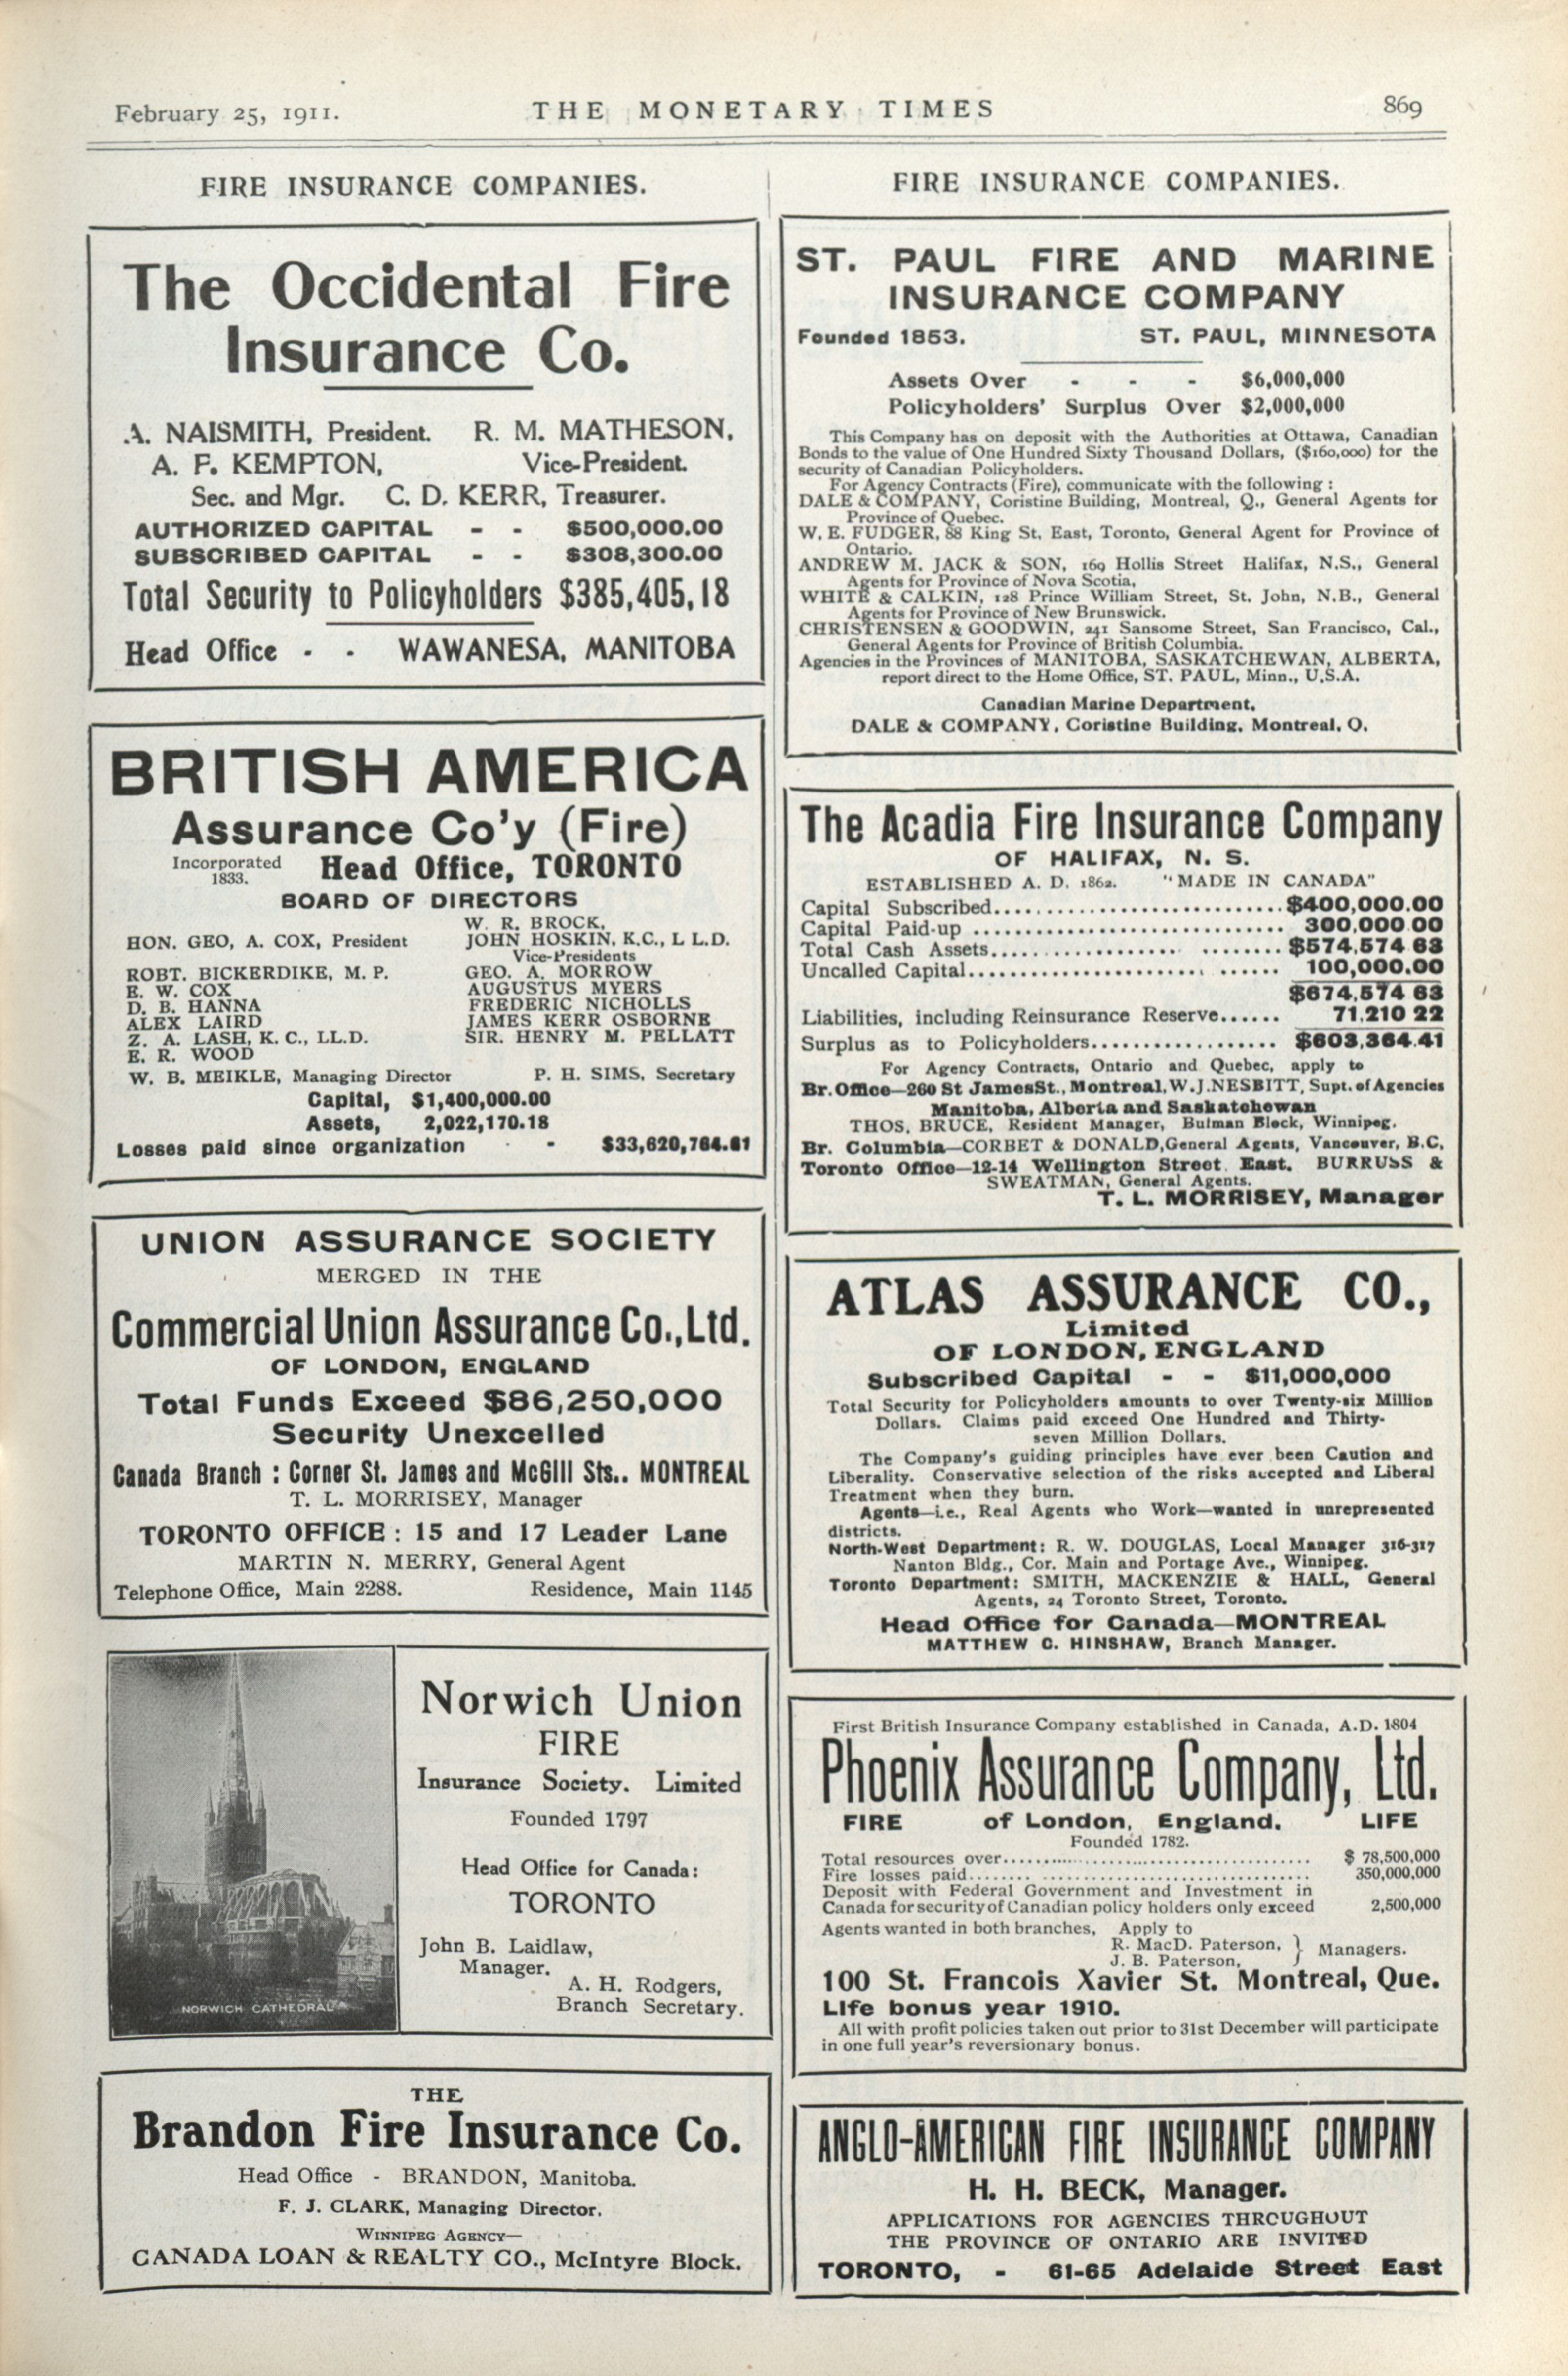 February 25, 1911.
THE MONETARY TIMES
869
FIRE INSURANCE COMPANIES.
The Occidental Fire
Insurance Co.
A. NAISMITH, President. R. M. MATHESON,
A. F. KEMPTON, Vice-President.
Sec. and Mgr. C. D. KERR, Treasurer.
AUTHORIZED CAPITAL - - $500,000.00
SUBSCRIBED CAPITAL - - $308,300.00
Total Security to Policyholders $385,405,18
Head Office - - WAWANESA, MANITOBA
BRITISH AMERICA
Assurance Co'y (Fire)
Incorporated
1833.
Head Office, TORONTO
BOARD OF DIRECTORS
W. R. BROCK,
HON. GEO, A. COX, President JOHN HOSKIN, K.C., L L.D.
Vice-Presidents
ROBT. BICKERDIKE, M. P. GEO. A. MORROW
E. W. COX AUGUSTUS MYERS
D. B. HANNA FREDERIC NICHOLLS
ALEX LAIRD JAMES KERR OSBORNE
Z. A. LASH, K. C., LL.D. SIR. HENRY M. PELLATT
E. R. WOOD
W. B. MEIKLE, Managing Director P. H. SIMS, Secretary
Capital, $1,400,000.00
Assets, 2,022,170.18
Losses paid since organization - - $33,620,764.61
UNION ASSURANCE SOCIETY
MERGED IN THE
Commercial Union Assurance Co., Ltd.
OF LONDON, ENGLAND
Total Funds Exceed $86,250,000
Security Unexcelled
Canada Branch : Corner St. James and McGill Sts.. MONTREAL
T. L. MORRISEY, Manager
TORONTO OFFICE : 15 and 17 Leader Lane
MARTIN N. MERRY, General Agent
Telephone Office, Main 2288. Residence, Main 1145
NORWICH CATHEDRAL
Norwich Union
FIRE
Insurance Society. Limited
Founded 1797
Head Office for Canada:
TORONTO
John B. Laidlaw,
Manager.
A. H. Rodgers,
Branch Secretary.
THE
Brandon Fire Insurance Co.
Head Office - BRANDON, Manitoba.
F. J. CLARK, Managing Director.
WINNIPEG AGENCY—
CANADA LOAN & REALTY CO., McIntyre Block.
FIRE INSURANCE COMPANIES.
ST. PAUL FIRE AND MARINE
INSURANCE COMPANY
Founded 1853. ST. PAUL, MINNESOTA
Assets Over - - - $6,000,000
Policyholders' Surplus Over $2,000,000
This Company has on deposit with the Authorities at Ottawa, Canadian
Bonds to the value of One Hundred Sixty Thousand Dollars, ($160,000) for the
security of Canadian Policyholders.
For Agency Contracts (Fire), communicate with the following :
DALE & COMPANY, Coristine Building, Montreal, Q., General Agents for
Province of Quebec.
W. E. FUDGER, 88 King St. East, Toronto, General Agent for Province of
Ontario.
ANDREW M. JACK & SON, 169 Hollis Street Halifax, N.S., General
Agents for Province of Nova Scotia,
WHITE & CALKIN, 128 Prince William Street, St. John, N.B., General
Agents for Province of New Brunswick.
CHRISTENSEN & GOODWIN, 241 Sansome Street, San Francisco, Cal.,
General Agents for Province of British Columbia.
Agencies in the Provinces of MANITOBA, SASKATCHEWAN, ALBERTA,
report direct to the Home Office, ST. PAUL, Minn., U.S.A.
Canadian Marine Department,
DALE & COMPANY, Coristine Building, Montreal, Q.
The Acadia Fire Insurance Company
OF HALIFAX, N. S.
ESTABLISHED A. D. 1862. "MADE IN CANADA"
Capital Subscribed..............................$400,000.00
Capital Paid-up .............................. 300,000.00
Total Cash Assets.............................. $574,574 63
Uncalled Capital.............................. 100,000.00
$674,574 63
Liabilities, including Reinsurance Reserve...... 71,210 22
Surplus as to Policyholders.................. $603,364.41
For Agency Contracts, Ontario and Quebec, apply to
Br. Office—260 St James St., Montreal, W. J. NESBITT, Supt. of Agencies
Manitoba, Alberta and Saskatchewan
THOS. BRUCE, Resident Manager, Bulman Block, Winnipeg.
Br. Columbia—CORBET & DONALD, General Agents, Vancouver, B.C.
Toronto Office—12-14 Wellington Street East. BURRUSS &
SWEATMAN, General Agents.
T. L. MORRISEY, Manager
ATLAS ASSURANCE CO.,
Limited
OF LONDON, ENGLAND
Subscribed Capital - - $11,000,000
Total Security for Policyholders amounts to over Twenty-six Million
Dollars. Claims paid exceed One Hundred and Thirty-
seven Million Dollars.
The Company's guiding principles have ever been Caution and
Liberality. Conservative selection of the risks accepted and Liberal
Treatment when they burn.
Agents—i.e., Real Agents who Work—wanted in unrepresented
districts.
North-West Department: R. W. DOUGLAS, Local Manager 316-317
Nanton Bldg., Cor. Main and Portage Ave., Winnipeg.
Toronto Department: SMITH, MACKENZIE & HALL, General
Agents, 24 Toronto Street, Toronto.
Head Office for Canada—MONTREAL
MATTHEW C. HINSHAW, Branch Manager.
First British Insurance Company established in Canada, A.D. 1804
Phoenix Assurance Company, Ltd.
FIRE of London, England. LIFE
Founded 1782.
Total resources over.............................. $ 78,500,000
Fire losses paid.............................. 350,000,000
Deposit with Federal Government and Investment in
Canada for security of Canadian policy holders only exceed 2,500,000
Agents wanted in both branches, Apply to
R. MacD. Paterson,
J. B. Paterson, } Managers.
100 St. Francois Xavier St. Montreal, Que.
Life bonus year 1910.
All with profit policies taken out prior to 31st December will participate
in one full year's reversionary bonus.
ANGLO-AMERICAN FIRE INSURANCE COMPANY
H. H. BECK, Manager.
APPLICATIONS FOR AGENCIES THROUGHOUT
THE PROVINCE OF ONTARIO ARE INVITED
TORONTO, - 61-65 Adelaide Street East